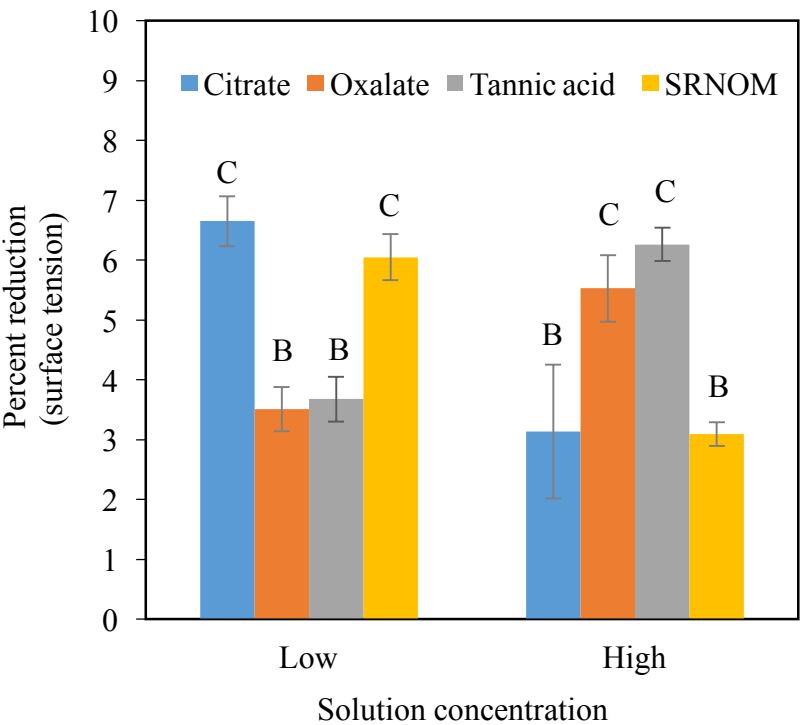 10
9
8
7
6
5
4
3
2
1
0
Percent reduction
(surface tension)
Citrate Oxalate Tannic acid SRNOM
C
B
B
C
B
C
C
B
Low
High
Solution concentration